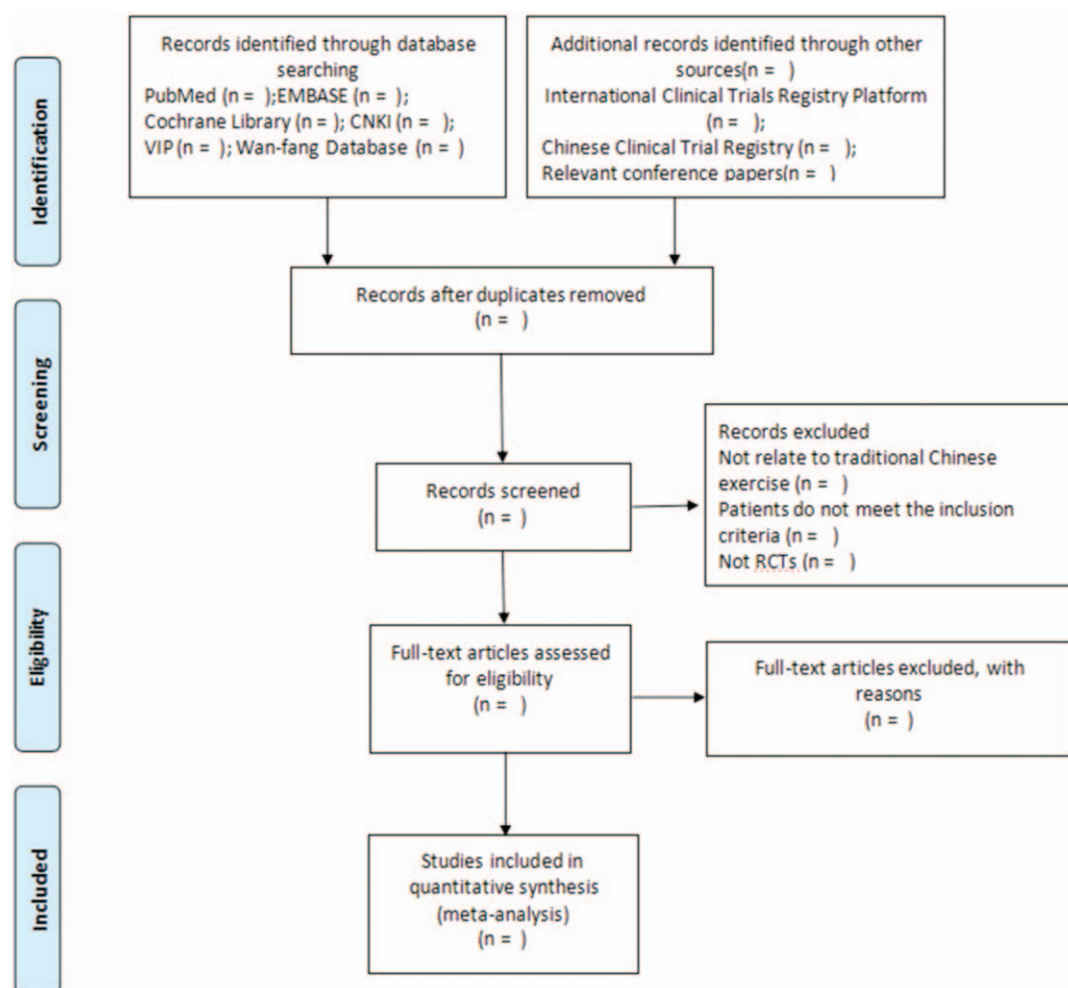 Identification
Records identified through database
searching
PubMed (n =  );EMBASE (n =  );
Cochrane Library (n = ); CNKI (n =  );
VIP (n =  ); Wan-fang Database (n =  )
Additional records identified through other
sources(n =  )
International Clinical Trials Registry Platform
(n =  );
Chinese Clinical Trial Registry (n =  );
Relevant conference papers(n =  )
Records after duplicates removed
(n =  )
Screening
Records screened
(n =  )
Records excluded
Not relate to traditional Chinese
exercise (n =  )
Patients do not meet the inclusion
criteria (n =  )
Not RCTs (n =  )
Eligibility
Full-text articles assessed
for eligibility
(n =  )
Full-text articles excluded, with
reasons
(n =  )
Included
Studies included in
quantitative synthesis
(meta-analysis)
(n =  )